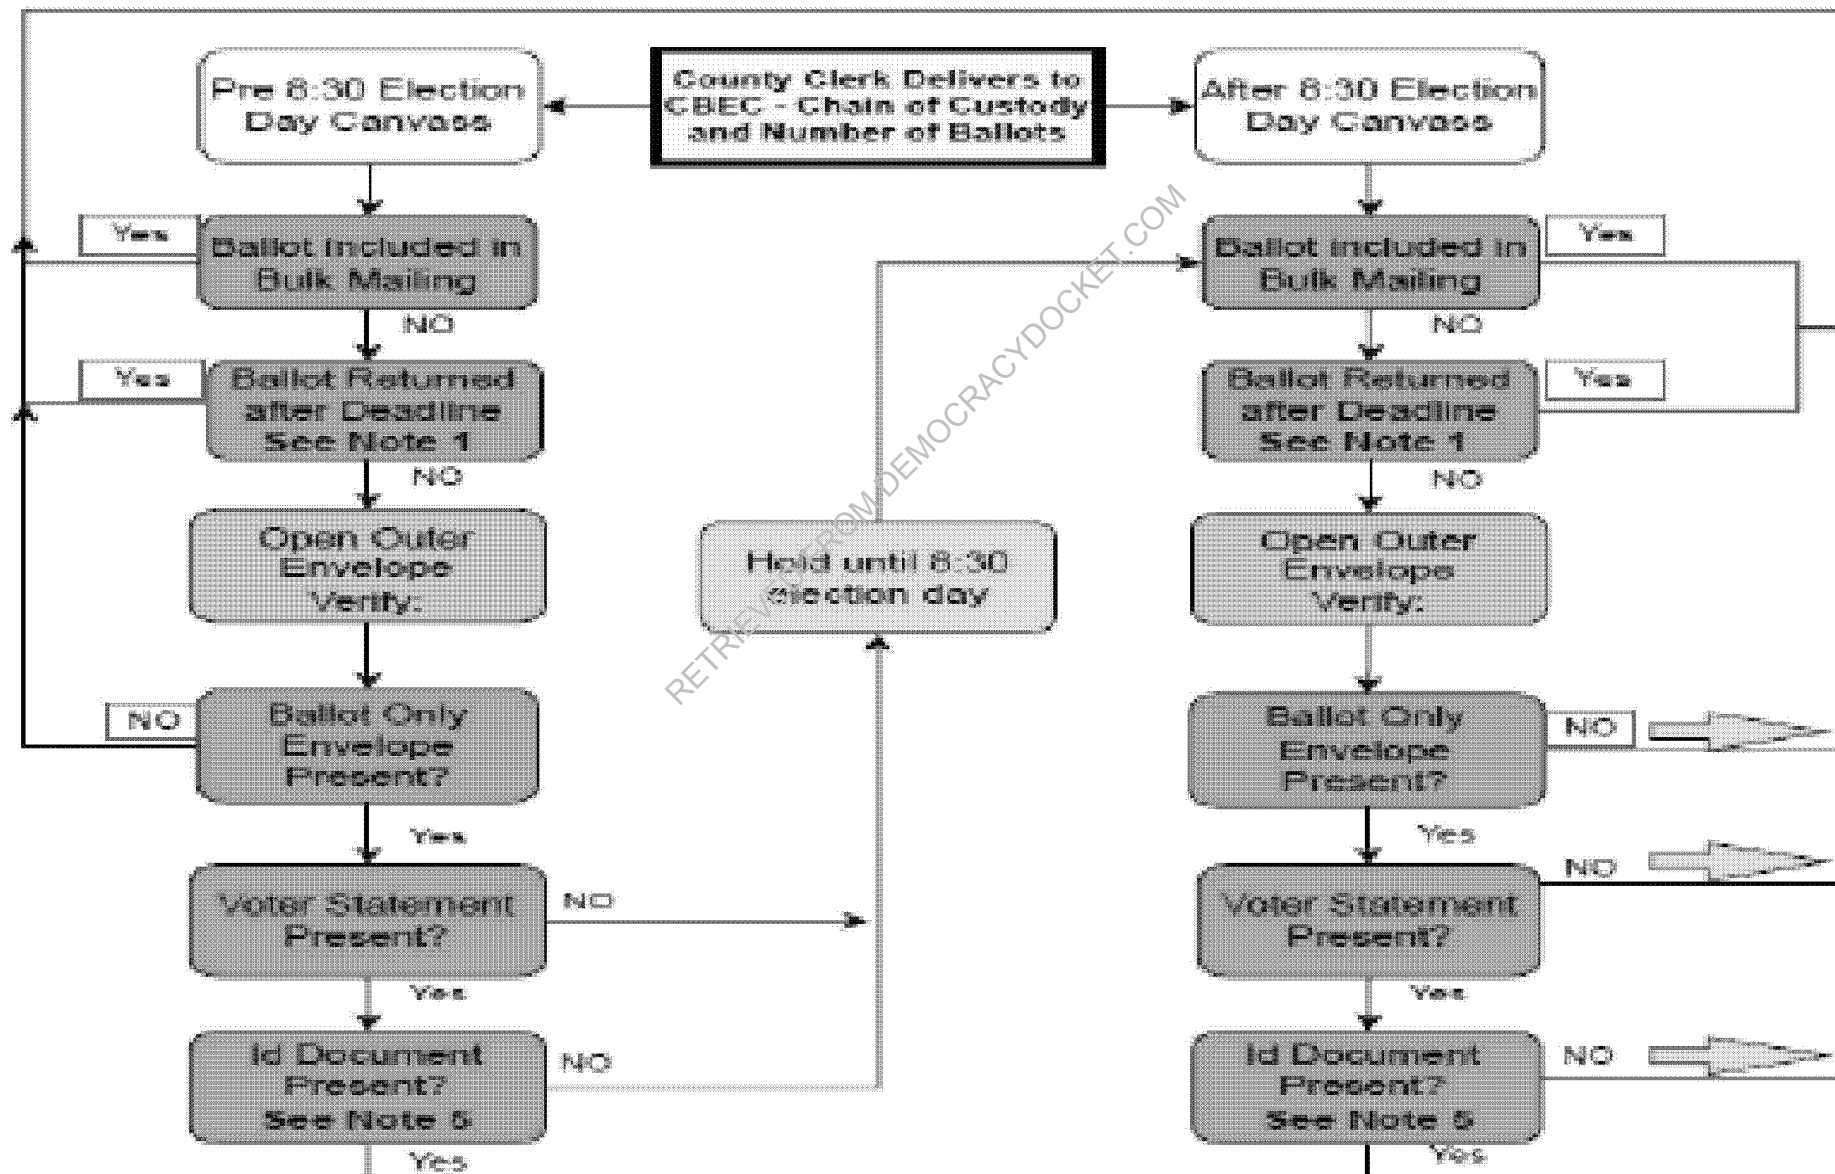 Pre 8:30 Election
Day Canvass
County Clerk Delivers to
CBEC - Chain of Custody
and Number of Ballots
After 8:30 Election
Day Canvass
Yes
Ballot included in
Bulk Mailing
NO
Yes
Ballot Returned
after Deadline
See Note 1
NO
Open Outer
Envelope
Verify:
NO
Ballot Only
Envelope
Present?
Yes
Voter Statement
Present?
NO
Yes
Id Document
Present?
See Note 5
NO
Yes
Hold until 8:30
election day
Ballot included in
Bulk Mailing
Yes
NO
Ballot Returned
after Deadline
See Note 1
Yes
NO
Open Outer
Envelope
Verify:
Ballot Only
Envelope
Present?
NO
Yes
Voter Statement
Present?
NO
Yes
Id Document
Present?
See Note 5
NO
Yes
RETRIEVED FROM DEMOCRACYDOCKET.COM